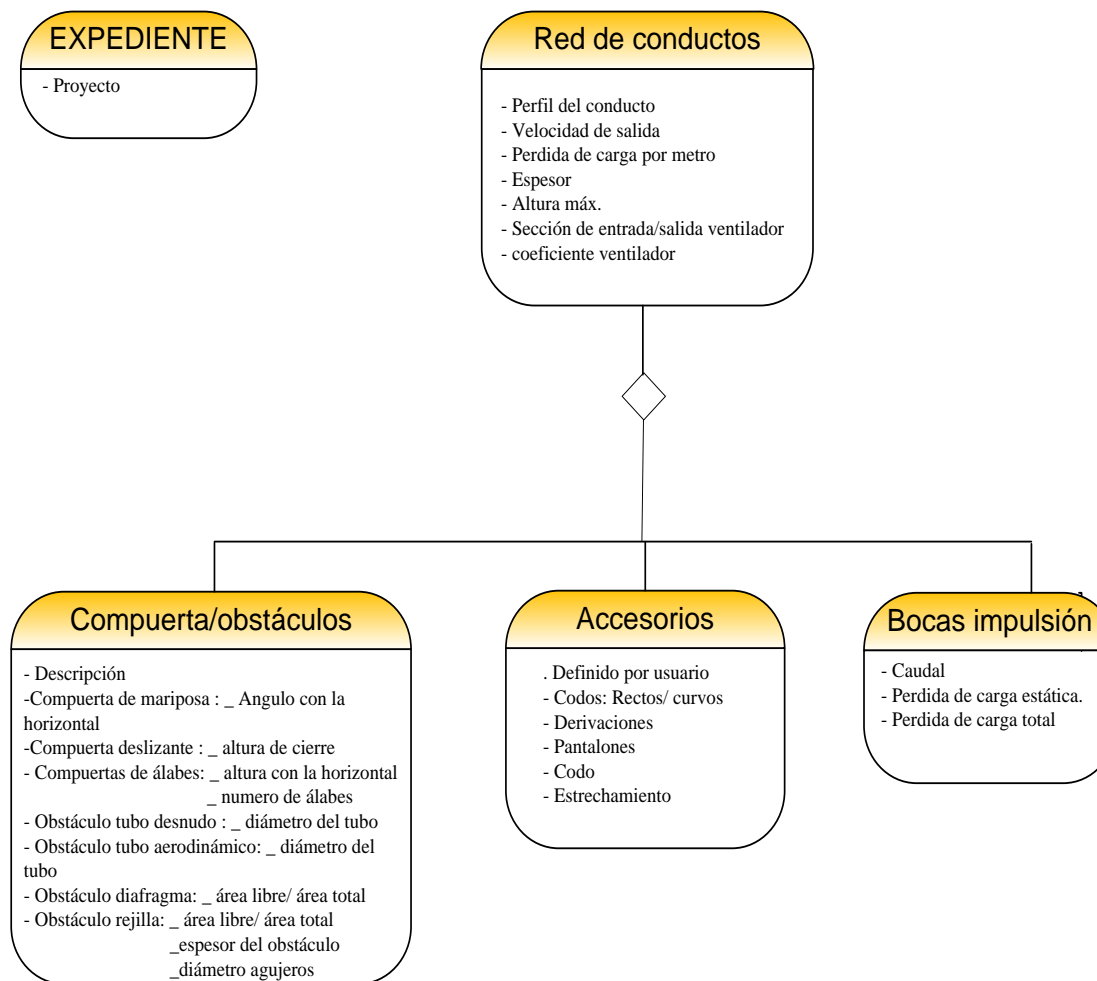 EXPEDIENTE
- Proyecto
Red de conductos
- Perfil del conducto
- Velocidad de salida
- Perdida de carga por metro
- Espesor
- Altura máx.
- Sección de entrada/salida ventilador
- coeficiente ventilador
Compuerta/obstáculos
- Descripción
-Compuerta de mariposa : _ Angulo con la
horizontal
-Compuerta deslizante : _ altura de cierre
- Compuertas de álabes: _ altura con la horizontal
_ numero de álabes
- Obstáculo tubo desnudo : _ diámetro del tubo
- Obstáculo tubo aerodinámico: _ diámetro del
tubo
- Obstáculo diafragma: _ área libre/ área total
- Obstáculo rejilla: _ área libre/ área total
_espesor del obstáculo
_diámetro agujeros
Accesorios
. Definido por usuario
- Codos: Rectos/ curvos
- Derivaciones
- Pantalones
- Codo
- Estrechamiento
Bocas impulsión
- Caudal
- Perdida de carga estática.
- Perdida de carga total